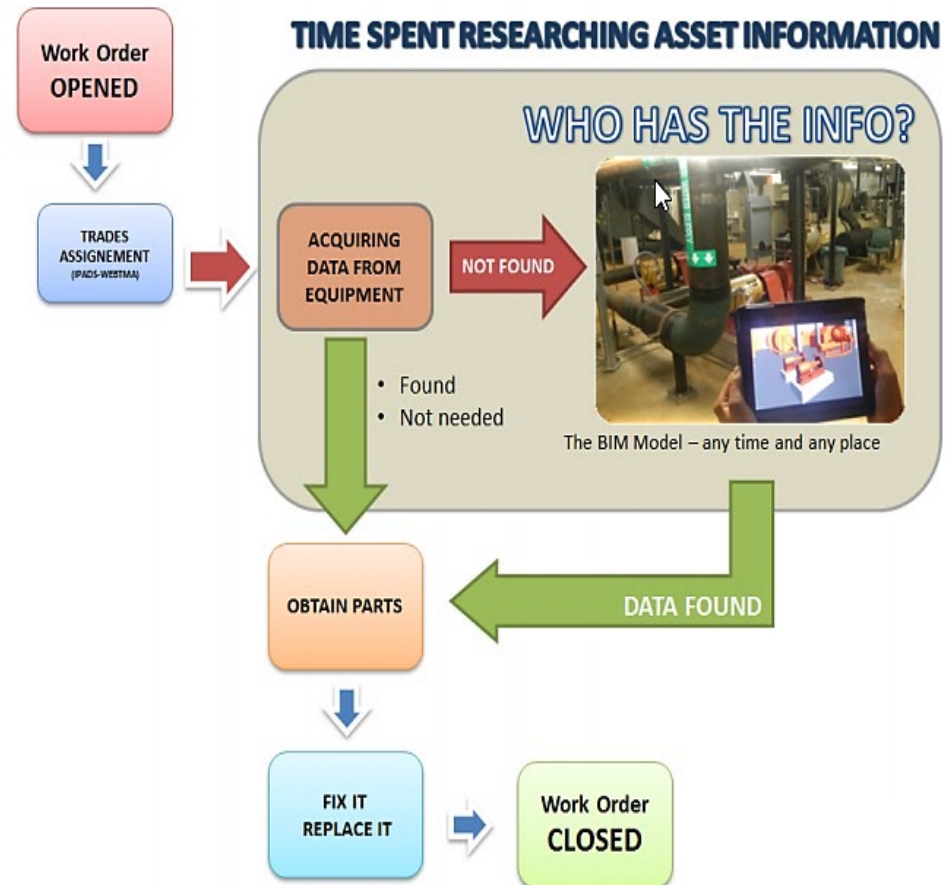 TIME SPENT RESEARCHING ASSET INFORMATION
Work Order
OPENED
WHO HAS THE INFO?
TRADES
ASSIGNEMENT
(IPADS-WEBTMA)
ACQUIRING
DATA FROM
EQUIPMENT
NOT FOUND
• Found
• Not needed
The BIM Model – any time and any place
OBTAIN PARTS
DATA FOUND
FIX IT
REPLACE IT
Work Order
CLOSED